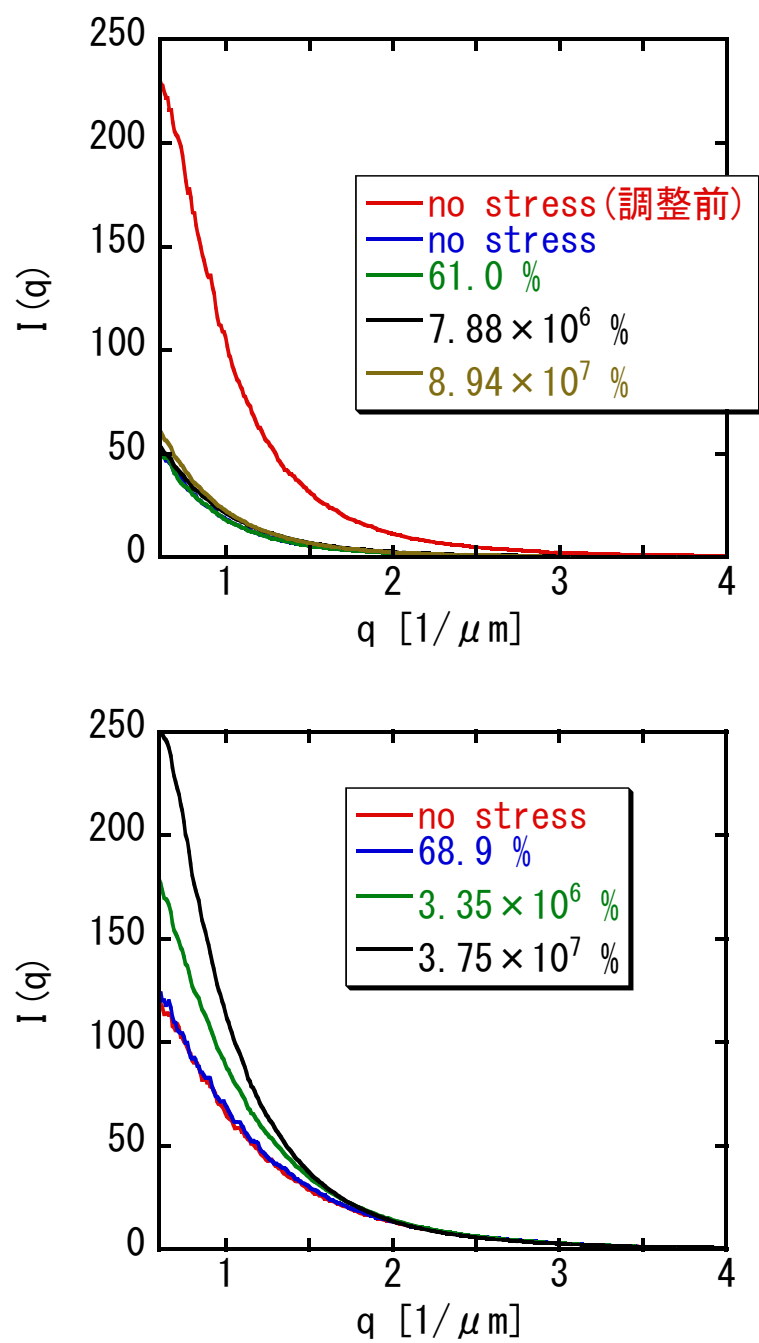 250
200
150
100
50
0
I(q)
no stress(調整前)
no stress
61.0 %
7.88×10⁶ %
8.94×10⁷ %
1 2 3 4
q [1/μm]
250
200
150
100
50
0
I(q)
no stress
68.9 %
3.35×10⁶ %
3.75×10⁷ %
1 2 3 4
q [1/μm]